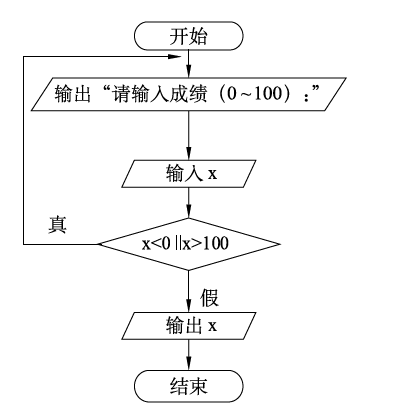 开始
输出“请输入成绩（0~100）:”
输入 x
x<0 ||x>100
真
假
输出 x
结束